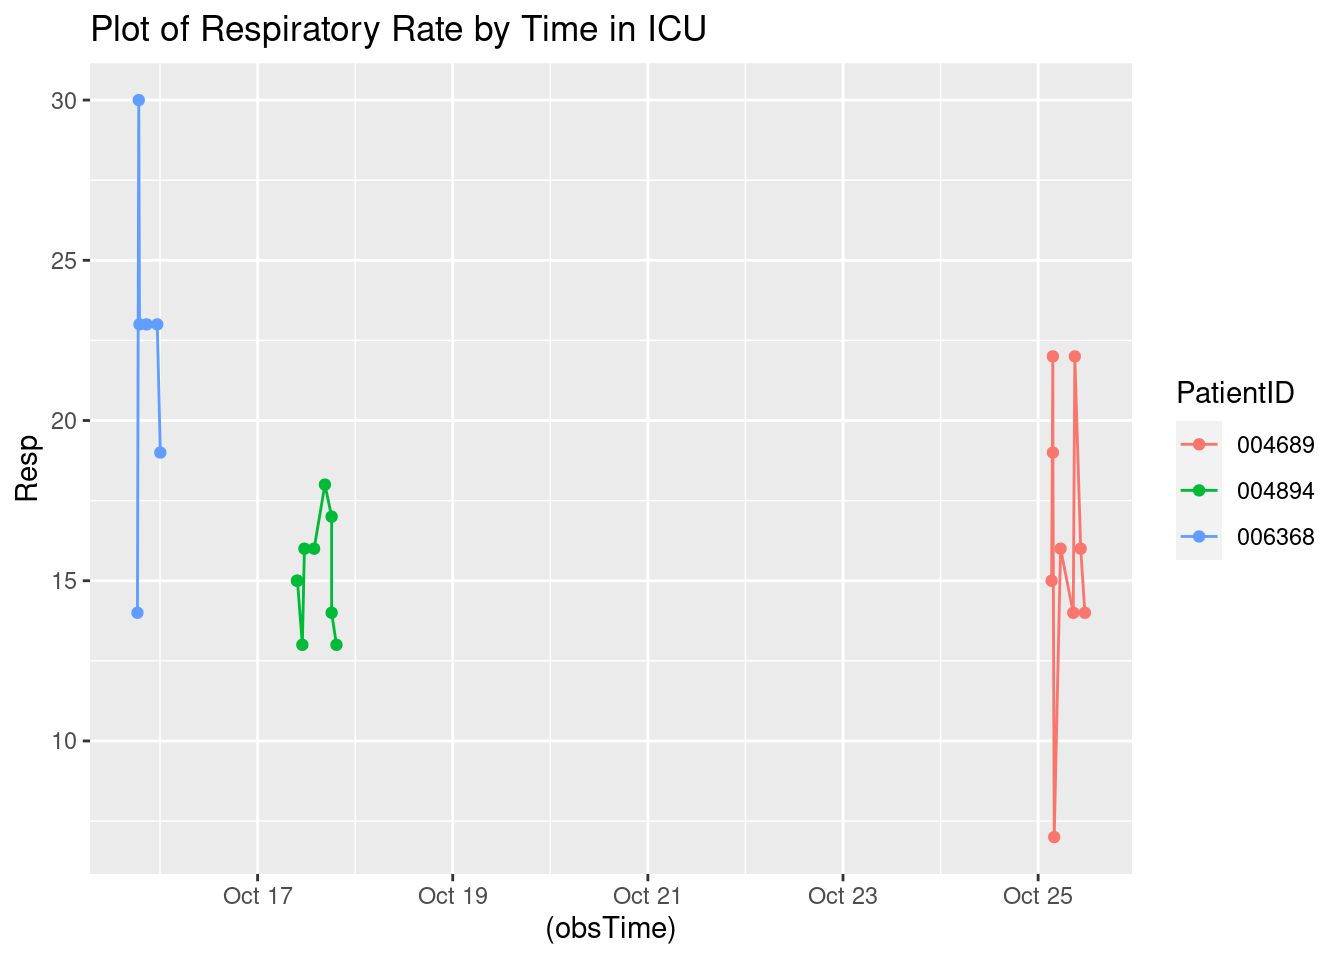 Plot of Respiratory Rate by Time in ICU
30
25
20
15
10
Resp
Oct 17 Oct 19 Oct 21 Oct 23 Oct 25
(obsTime)
PatientID
004689
004894
006368